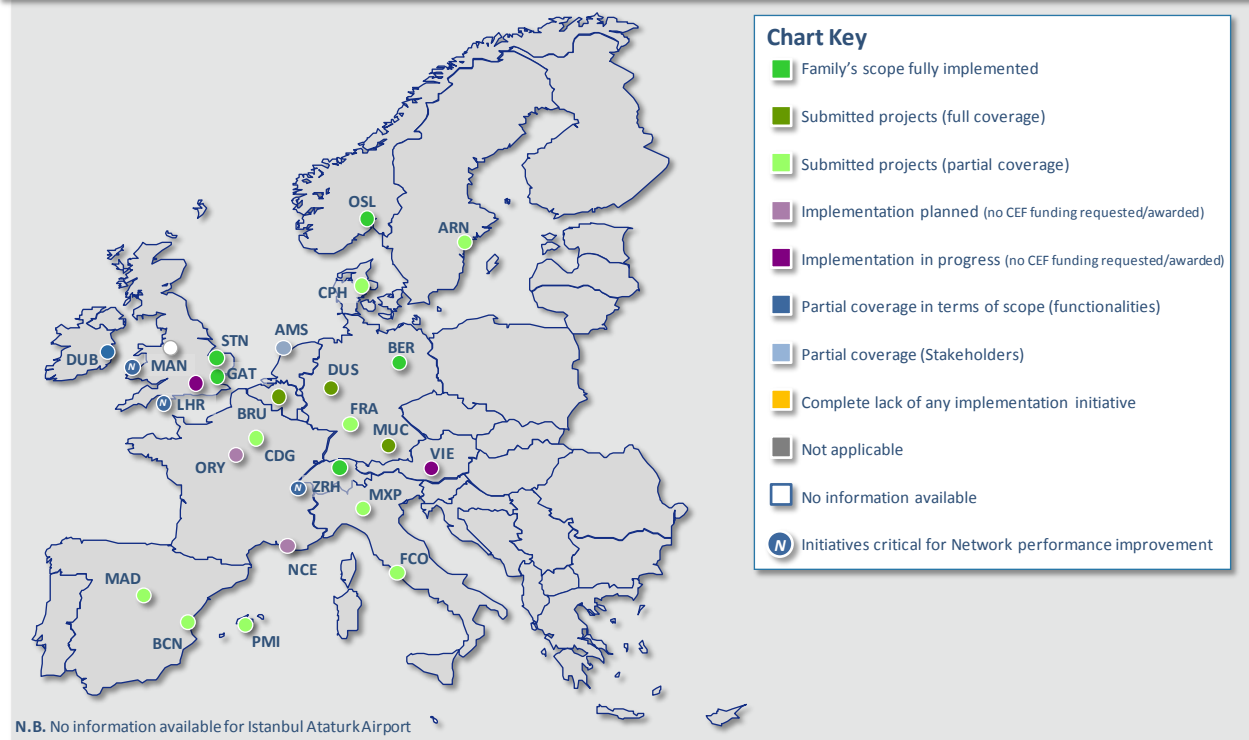 Chart Key
Family's scope fully implemented
Submitted projects (full coverage)
Submitted projects (partial coverage)
Implementation planned (no CEF funding requested/awarded)
Implementation in progress (no CEF funding requested/awarded)
Partial coverage in terms of scope (functionalities)
Partial coverage (Stakeholders)
Complete lack of any implementation initiative
Not applicable
No information available
N Initiatives critical for Network performance improvement
OSL
ARN
CPH
STN
AMS
BER
DUB
N
MAN
GAT
DUS
N
LHR
BRU
FRA
MUC
ORY
CDG
VIE
N
ZRH
MXP
NCE
FCO
MAD
BCN
PMI
N.B. No information available for Istanbul Ataturk Airport